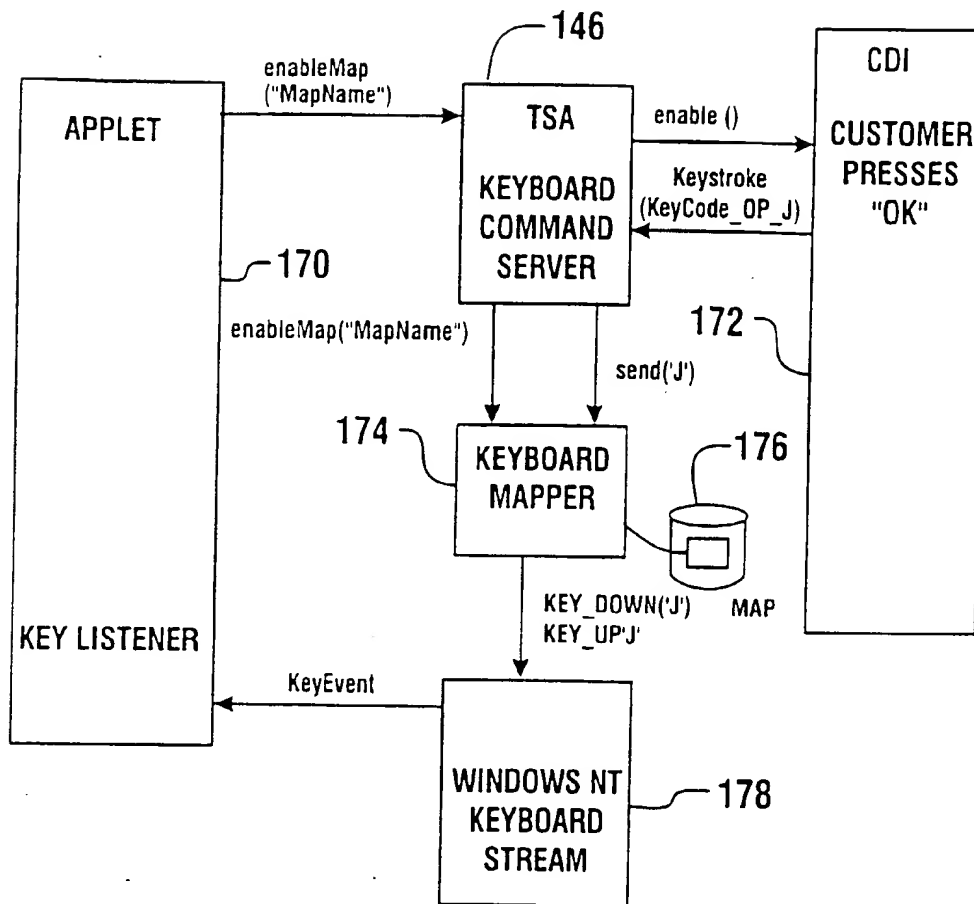 146
enableMap
("MapName")
APPLET
TSA
KEYBOARD
COMMAND
SERVER
enable ()
Keystroke
(KeyCode_OP_J)
CDI
CUSTOMER
PRESSES
"OK"
170
172
enableMap("MapName")
send('J')
174
KEYBOARD
MAPPER
176
MAP
KEY_DOWN('J')
KEY_UP'J'
KEY LISTENER
KeyEvent
WINDOWS NT
KEYBOARD
STREAM
178